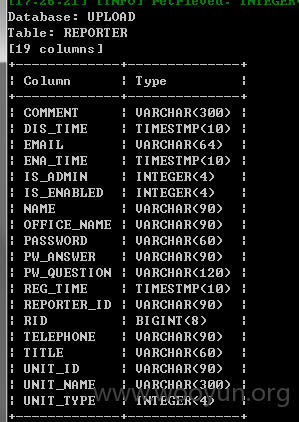 [17:26:21] [INFO] retrieved: INTEGER
Database: UPLOAD
Table: REPORTER
[19 columns]
+--------------+---------------+
¦ Column ¦ Type ¦
+--------------+---------------+
¦ COMMENT ¦ VARCHAR(300) ¦
¦ DIS_TIME ¦ TIMESTMP(10) ¦
¦ EMAIL ¦ VARCHAR(64) ¦
¦ ENA_TIME ¦ TIMESTMP(10) ¦
¦ IS_ADMIN ¦ INTEGER(4) ¦
¦ IS_ENABLED ¦ INTEGER(4) ¦
¦ NAME ¦ VARCHAR(90) ¦
¦ OFFICE_NAME ¦ VARCHAR(90) ¦
¦ PASSWORD ¦ VARCHAR(60) ¦
¦ PW_ANSWER ¦ VARCHAR(90) ¦
¦ PW_QUESTION ¦ VARCHAR(120) ¦
¦ REG_TIME ¦ TIMESTMP(10) ¦
¦ REPORTER_ID ¦ VARCHAR(90) ¦
¦ RID ¦ BIGINT(8) ¦
¦ TELEPHONE ¦ VARCHAR(90) ¦
¦ TITLE ¦ VARCHAR(60) ¦
¦ UNIT_ID ¦ VARCHAR(90) ¦
¦ UNIT_NAME ¦ VARCHAR(300) ¦
¦ UNIT_TYPE ¦ INTEGER(4) ¦
+--------------+---------------+
www.wooyun.org